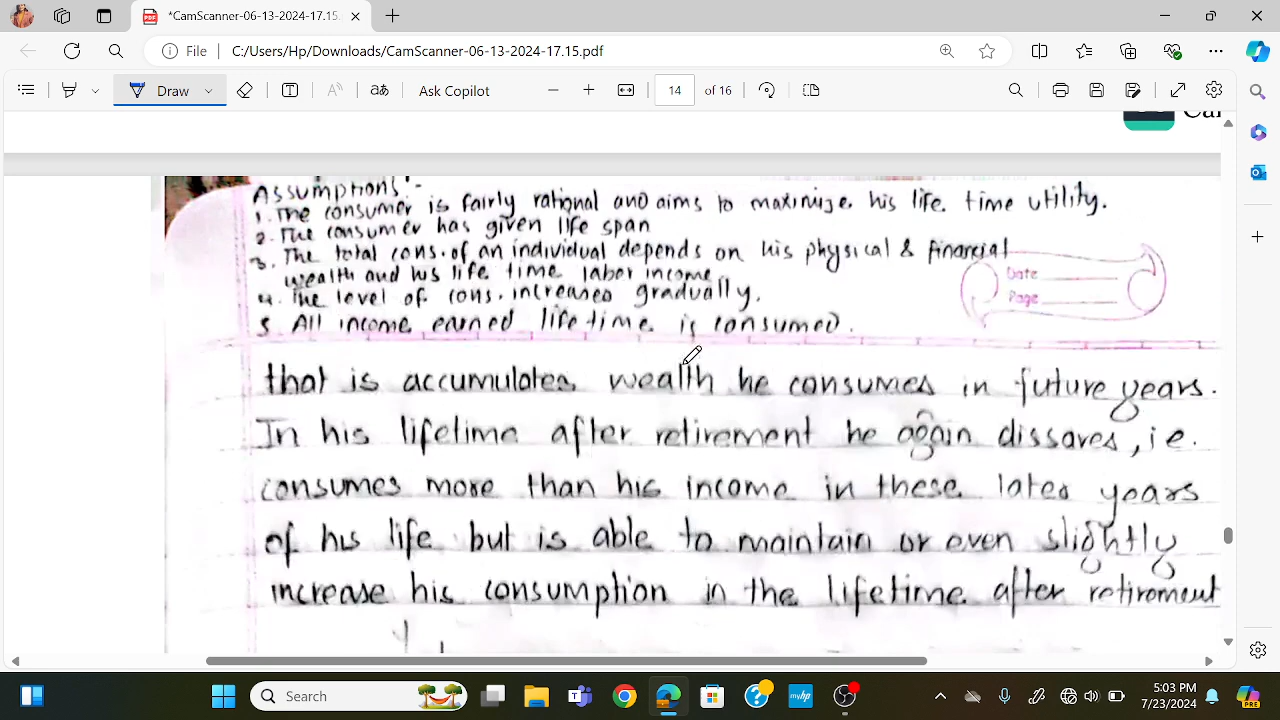 *CamScanner-06-13-2024-17.15.pdf
File C:/Users/Hp/Downloads/CamScanner-06-13-2024-17.15.pdf
Draw Ask Copilot 14 of 16
Assumptions :-
1. The consumer is fairly rational and aims to maximize his life time utility.
2. The consumer has given life span
3. The total cons. of an individual depends on his physical & financial
wealth and his life time labor income
4. The level of cons. increases gradually.
5. All income earned lifetime is consumed.
Date
Page
that is accumulates wealth he consumes in future years.
In his lifetime after retirement he again dissaves, i.e.
consumes more than his income in these later years
of his life but is able to maintain or even slightly
increase his consumption in the lifetime after retirement
Search
myhp
5:03 PM
7/23/2024
PRE